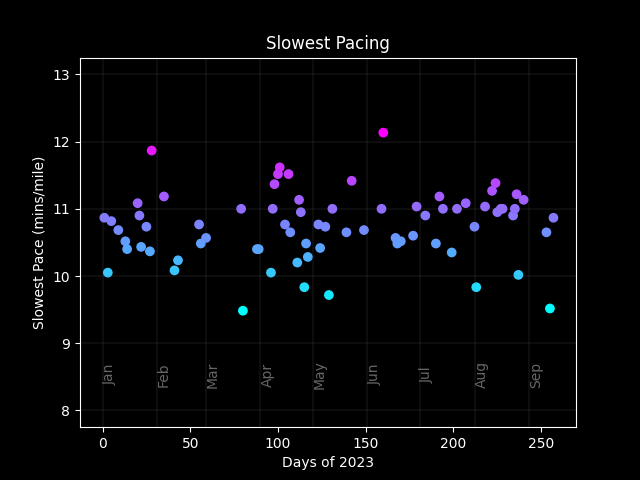 Slowest Pacing
Slowest Pace (mins/mile)
13
12
11
10
9
8
Jan
Feb
Mar
Apr
May
Jun
Jul
Aug
Sep
0
50
100
150
200
250
Days of 2023